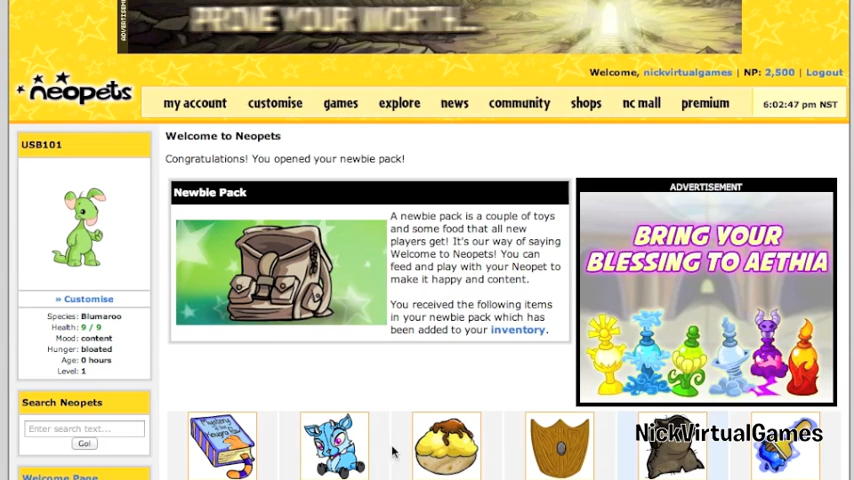 ADVERTISEMENT
PROVE YOUR WORTH...
Welcome, nickvirtualgames | NP: 2,500 | Logout
neopets
my account customise games explore news community shops nc mall premium 6:02:47 pm NST
USB101
» Customise
Species: Blumaroo
Health: 9 / 9
Mood: content
Hunger: bloated
Age: 0 hours
Level: 1
Search Neopets
Enter search text...
Go!
Welcome Page
Welcome to Neopets
Congratulations! You opened your newbie pack!
Newbie Pack
A newbie pack is a couple of toys
and some food that all new
players get! It's our way of saying
Welcome to Neopets! You can
feed and play with your Neopet to
make it happy and content.
You received the following items
in your newbie pack which has
been added to your inventory.
ADVERTISEMENT
BRING YOUR
BLESSING TO AETHIA
NickVirtualGames